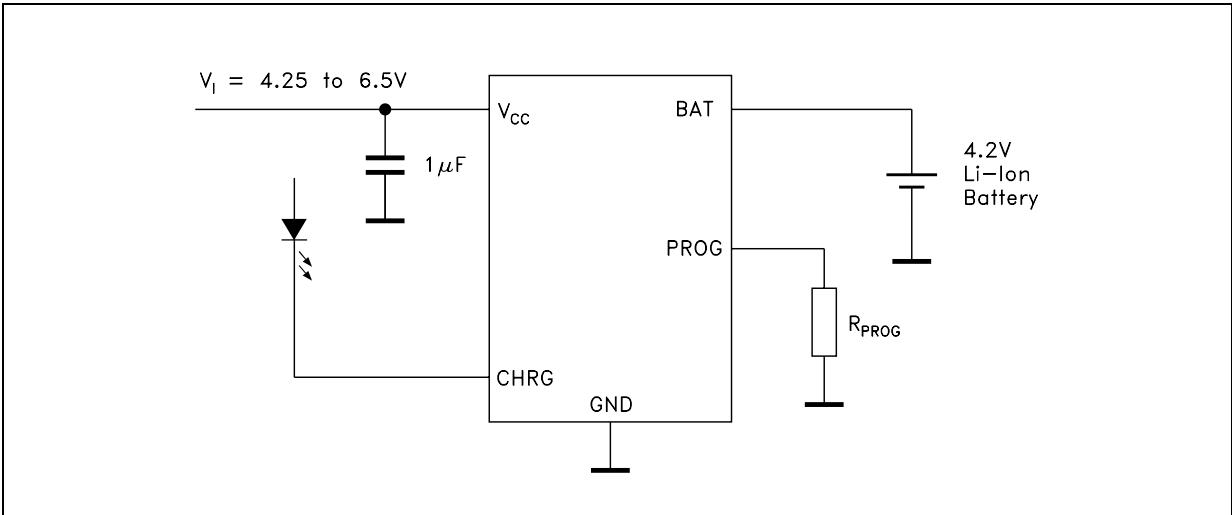 V_I = 4.25 to 6.5V
V_CC
BAT
1μF
4.2V
Li-Ion
Battery
PROG
R_PROG
CHRG
GND